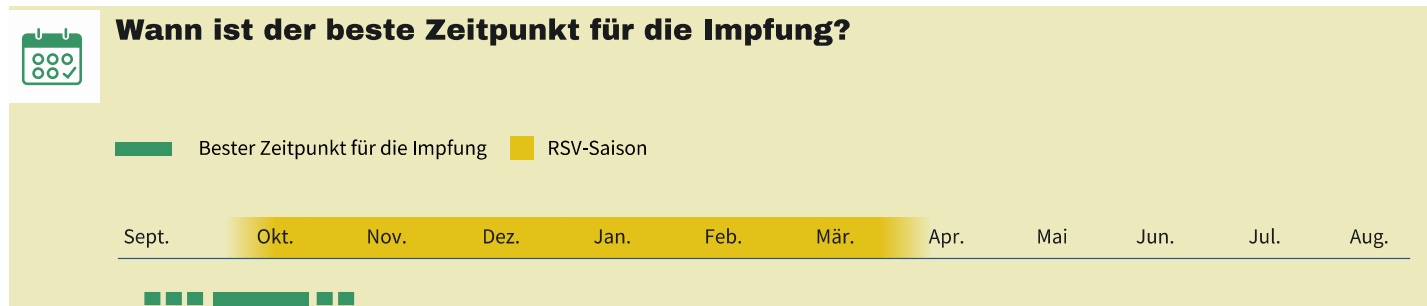 Wann ist der beste Zeitpunkt für die Impfung?
Bester Zeitpunkt für die Impfung RSV-Saison
Sept. Okt. Nov. Dez. Jan. Feb. Mär. Apr. Mai Jun. Jul. Aug.